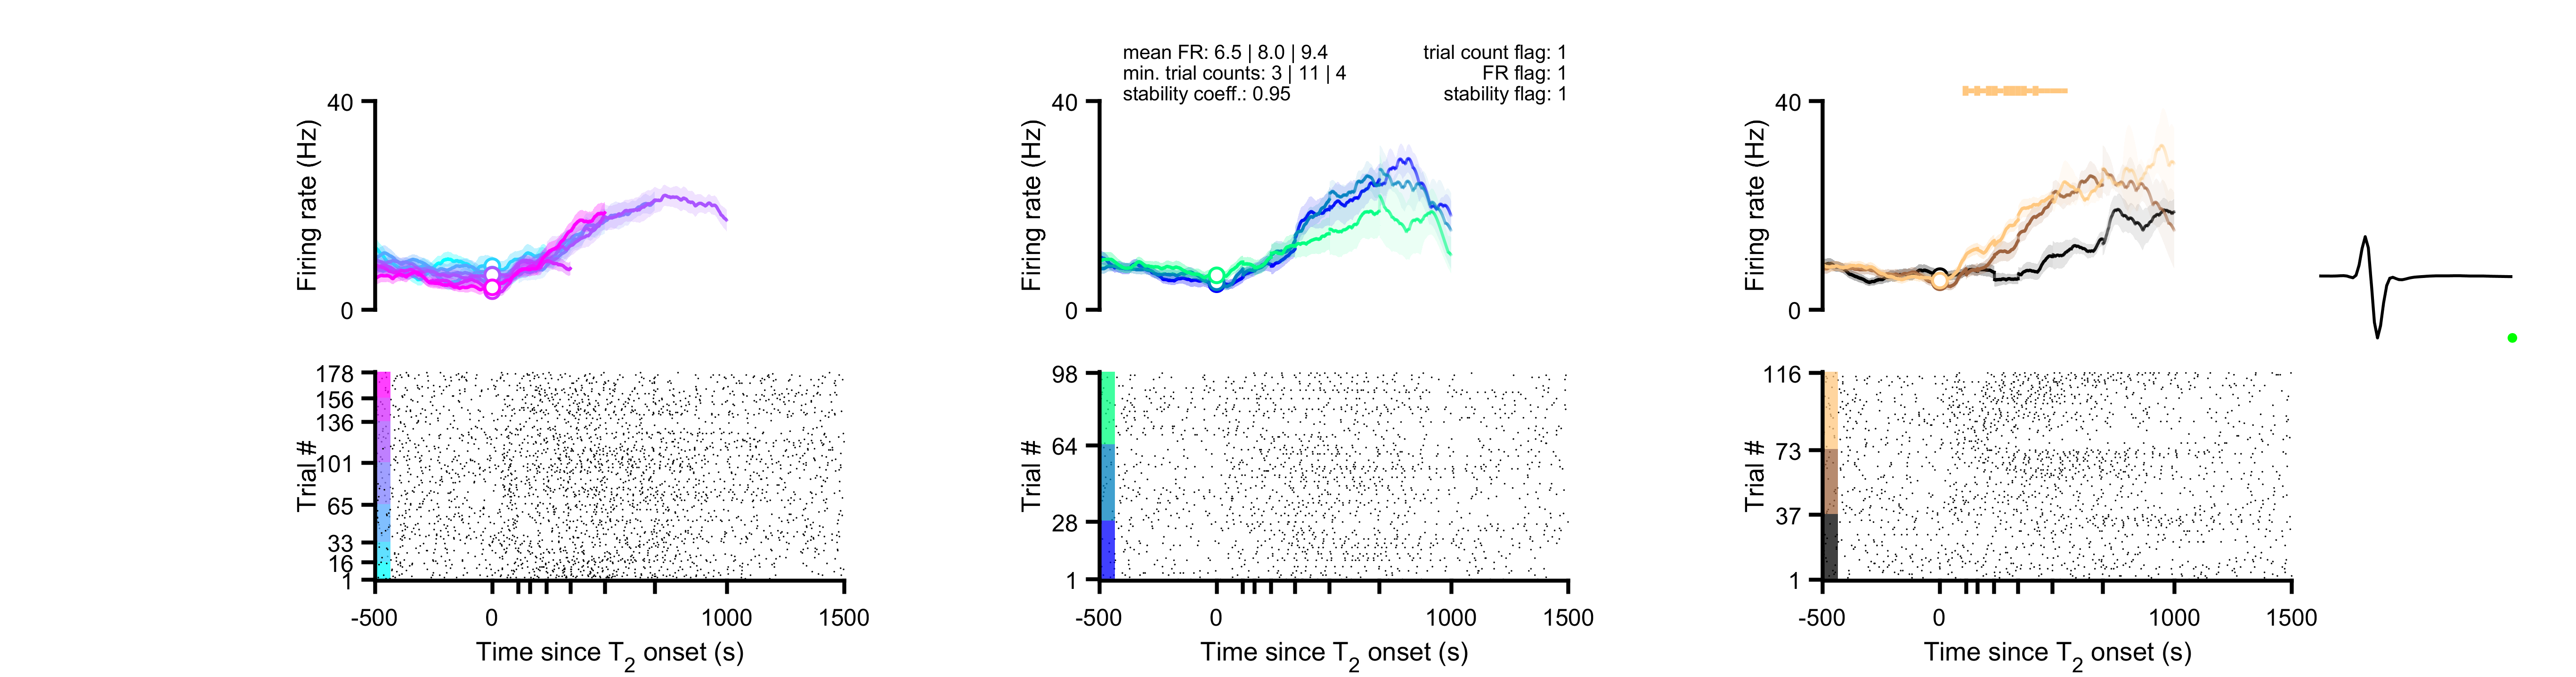 mean FR: 6.5 | 8.0 | 9.4
min. trial counts: 3 | 11 | 4
stability coeff.: 0.95
trial count flag: 1
FR flag: 1
stability flag: 1
40
Firing rate (Hz)
0
178
156
136
101
65
33
16
1
Trial #
-500
0
1000
1500
Time since T2 onset (s)
40
Firing rate (Hz)
0
98
64
28
1
Trial #
-500
0
1000
1500
Time since T2 onset (s)
40
Firing rate (Hz)
0
116
73
37
1
Trial #
-500
0
1000
1500
Time since T2 onset (s)